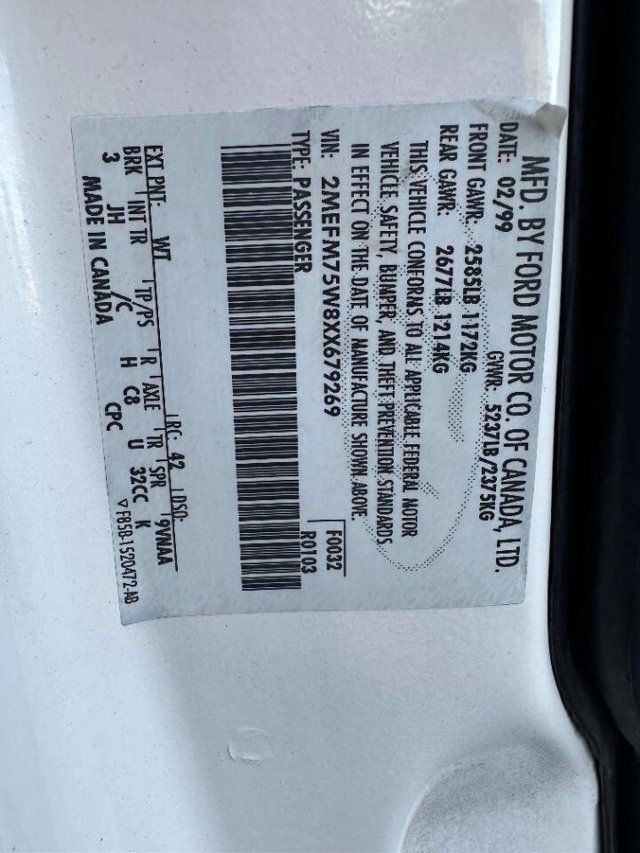 MFD. BY FORD MOTOR CO. OF CANADA, LTD.
DATE: 02/99 GVWR: 5237LB/2375KG
FRONT GAWR: 2585LB 1172KG
REAR GAWR: 2677LB 1214KG
THIS VEHICLE CONFORMS TO ALL APPLICABLE FEDERAL MOTOR
VEHICLE SAFETY, BUMPER, AND THEFT PREVENTION STANDARDS
IN EFFECT ON THE DATE OF MANUFACTURE SHOWN ABOVE.
VIN: 2MEFM75W8XX679269 F0032
TYPE: PASSENGER R0103
EXT PNT: WT RC: 42 DSO:
BRK INT TR TP/PS R AXLE TR SPR 9VNAA
3 JH /C H C8 U 32CC K
MADE IN CANADA CPC
F85B-1520472-AB